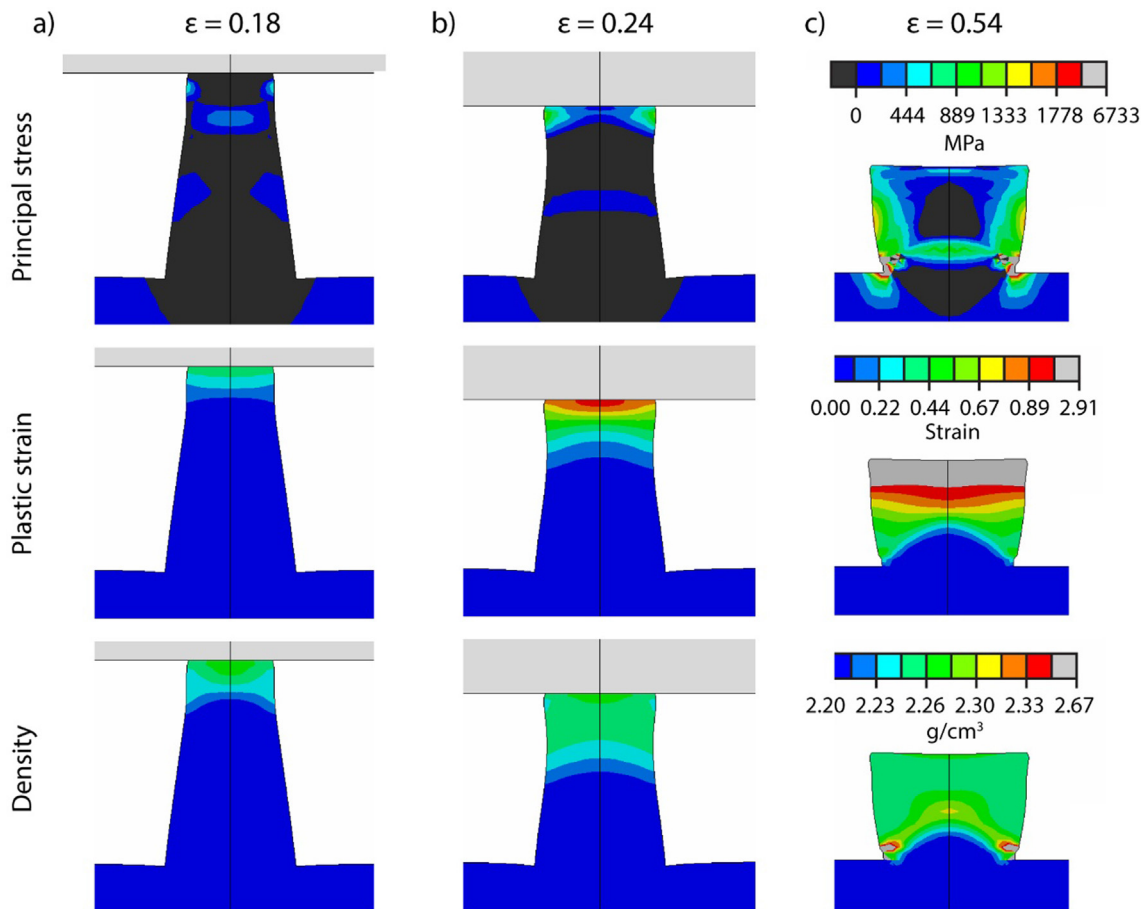 a) ε = 0.18 b) ε = 0.24 c) ε = 0.54
Principal stress
0 444 889 1333 1778 6733
MPa
Plastic strain
0.00 0.22 0.44 0.67 0.89 2.91
Strain
Density
2.20 2.23 2.26 2.30 2.33 2.67
g/cm³